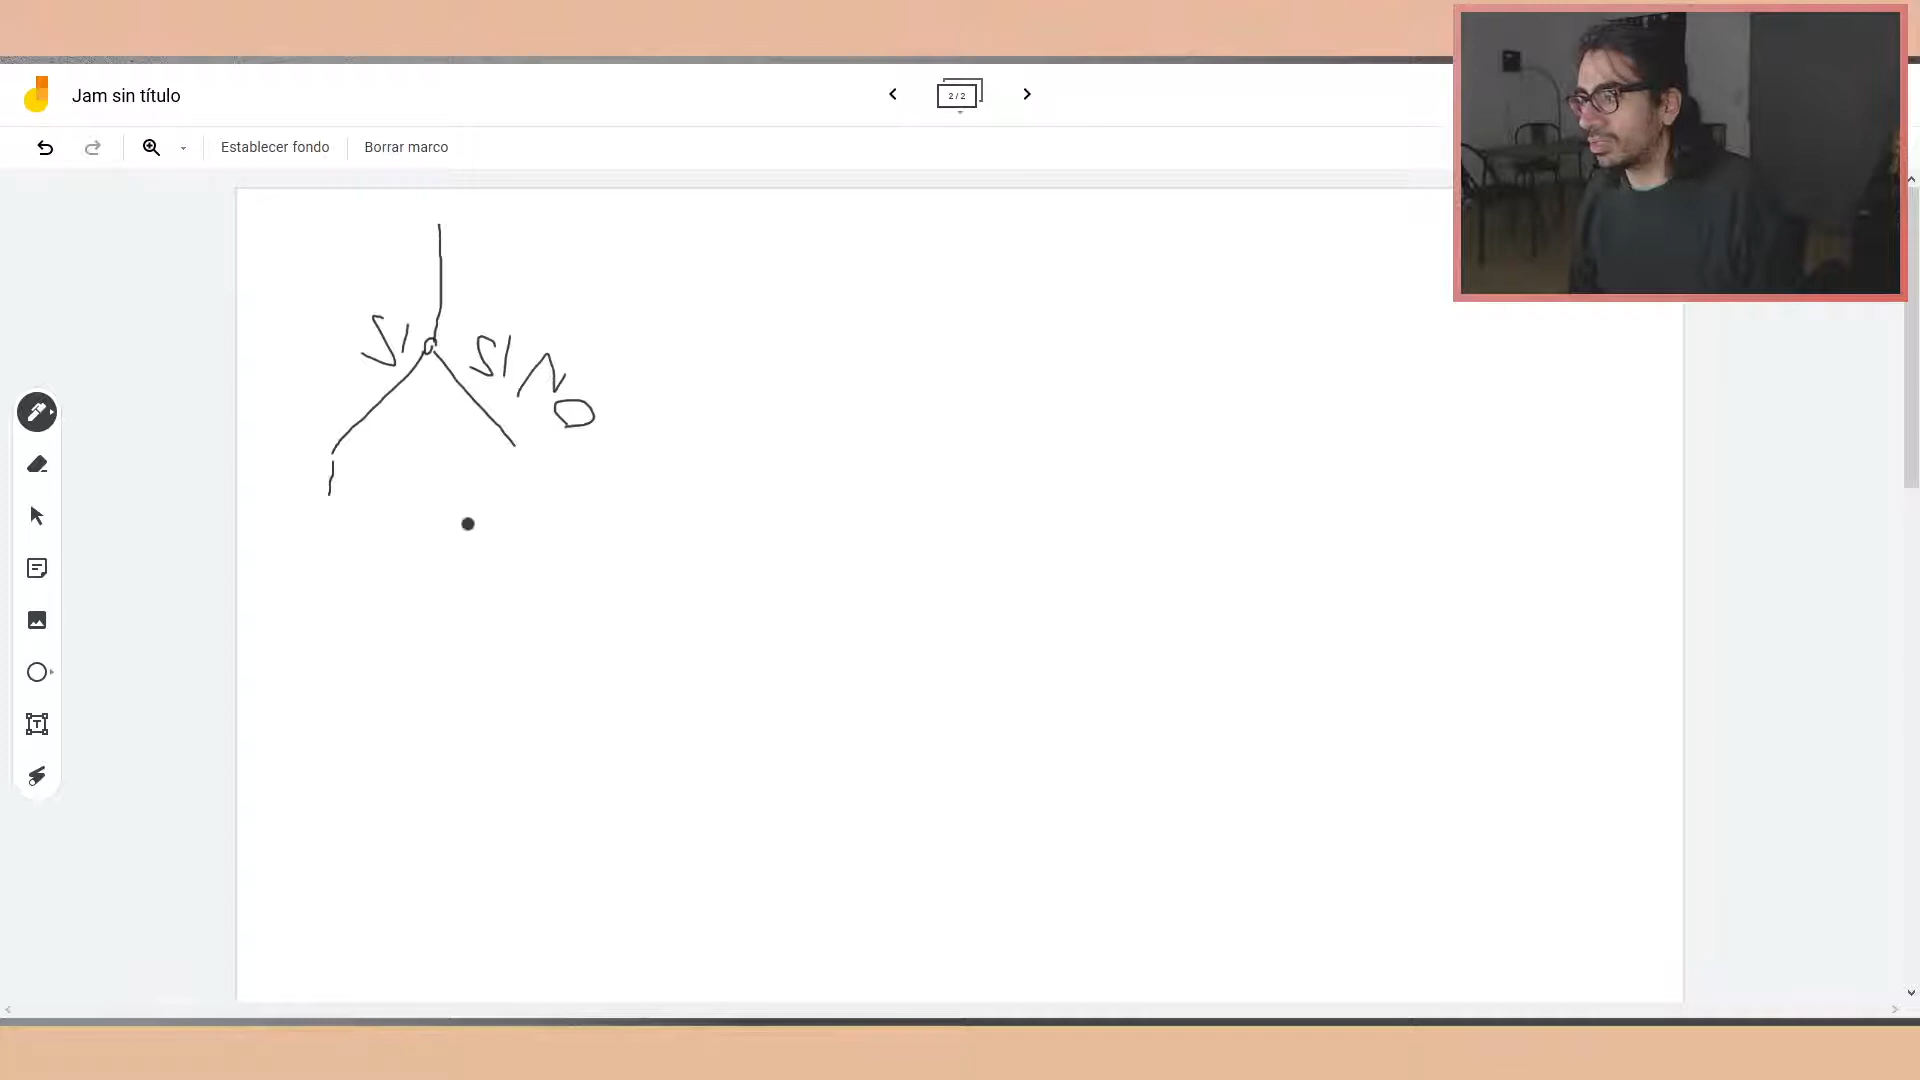 Jam sin título
2 / 2
Establecer fondo
Borrar marco
SI
SI NO